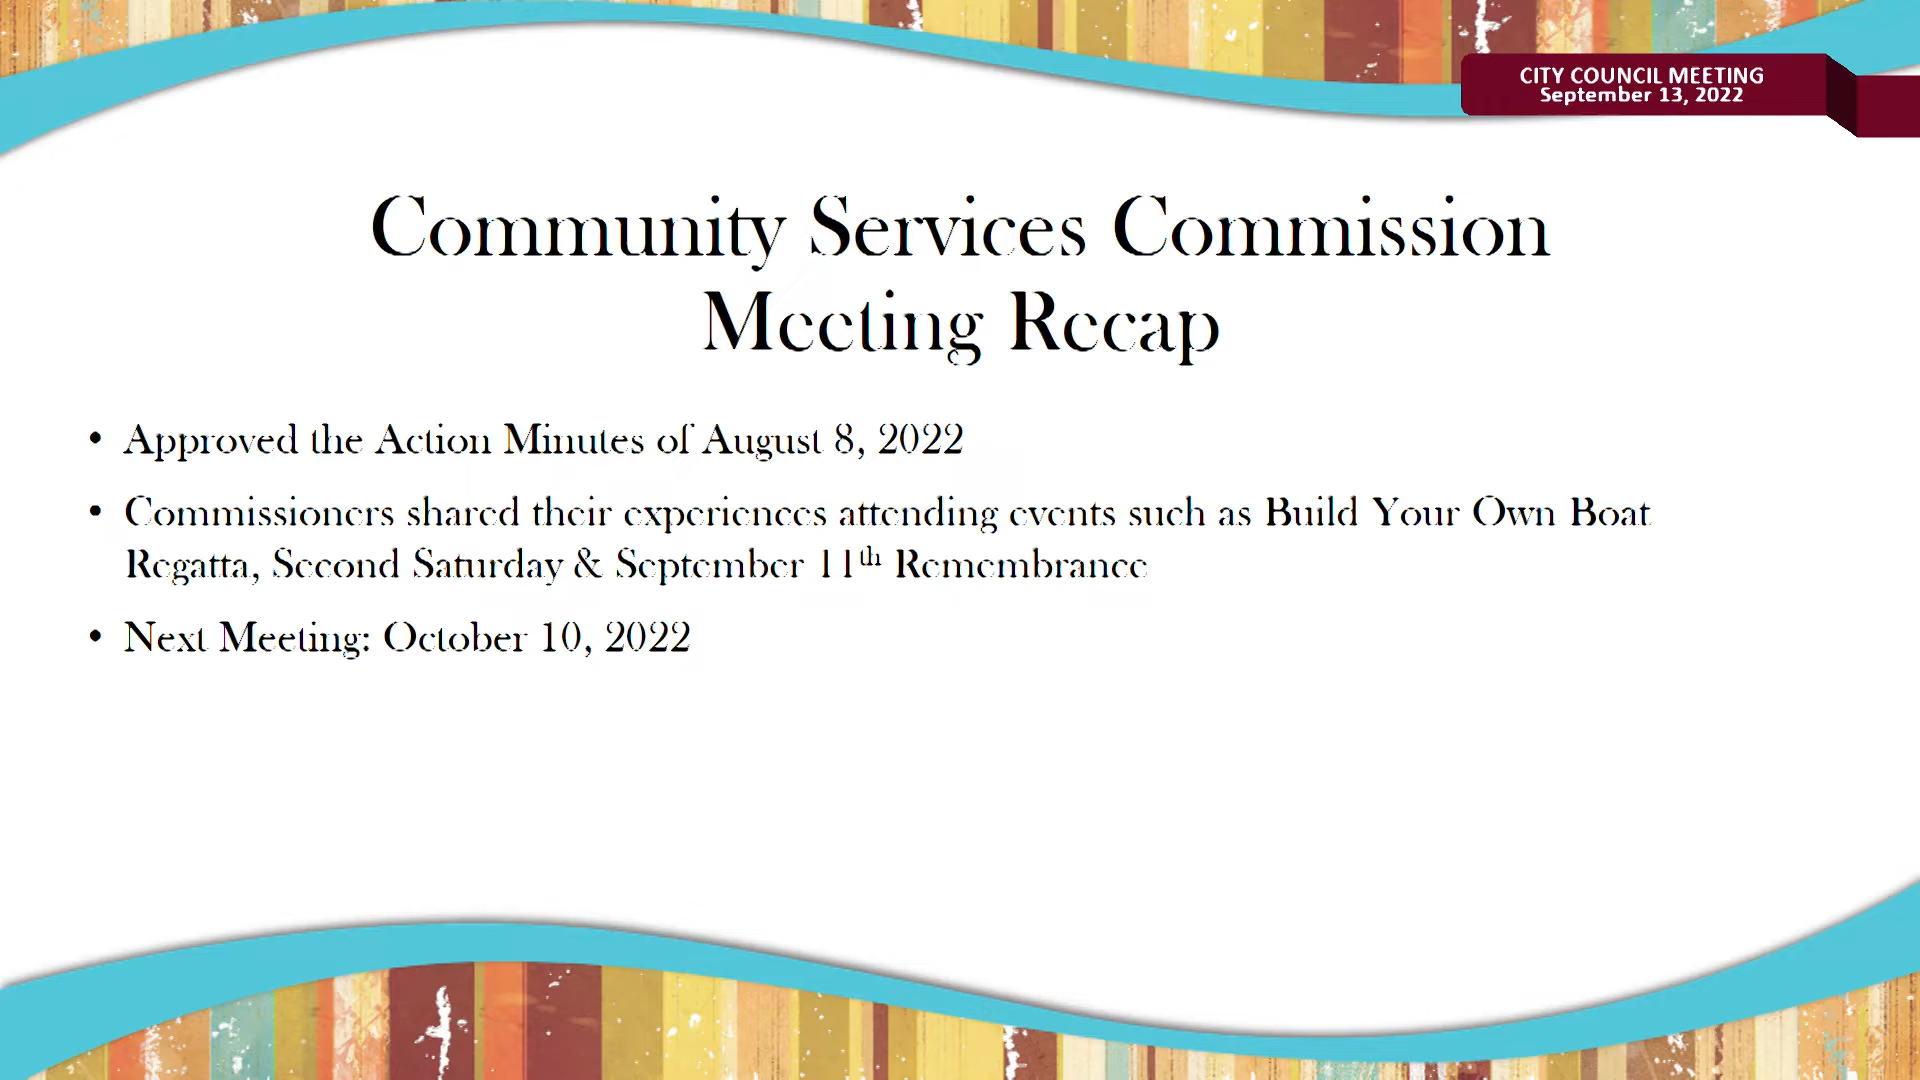 CITY COUNCIL MEETING
September 13, 2022
Community Services Commission
Meeting Recap
• Approved the Action Minutes of August 8, 2022
• Commissioners shared their experiences attending events such as Build Your Own Boat
Regatta, Second Saturday & September 11th Remembrance
• Next Meeting: October 10, 2022